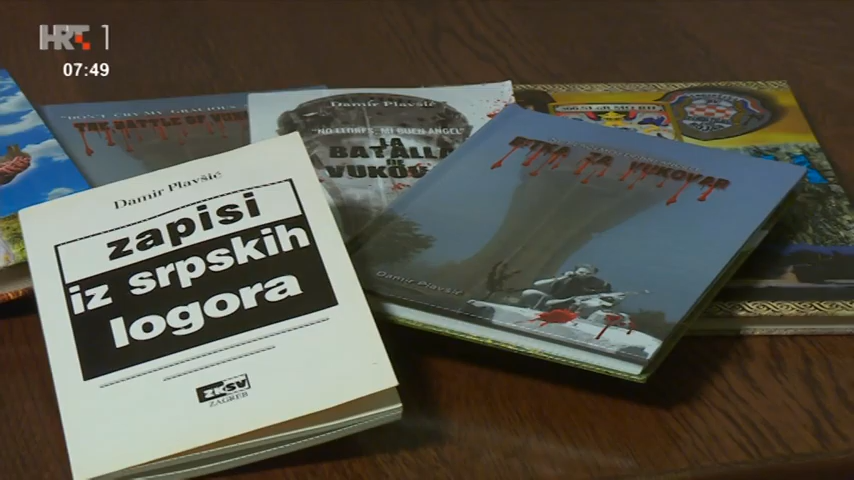 HRT 1
07:49
THE BATTLE OF
Damir Plavšić
"NO LLORES, MI BUEN ANGEL"
LA
BATALLA
DE
VUKOV
BITKA ZA VUKOVAR
Damir Plavšić
Damir Plavšić
zapisi
iz srpskih
logora
ZKSV
ZAGREB